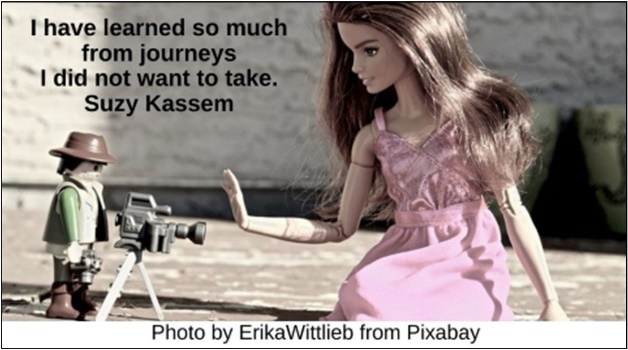 I have learned so much
from journeys
I did not want to take.
Suzy Kassem
Photo by ErikaWittlieb from Pixabay